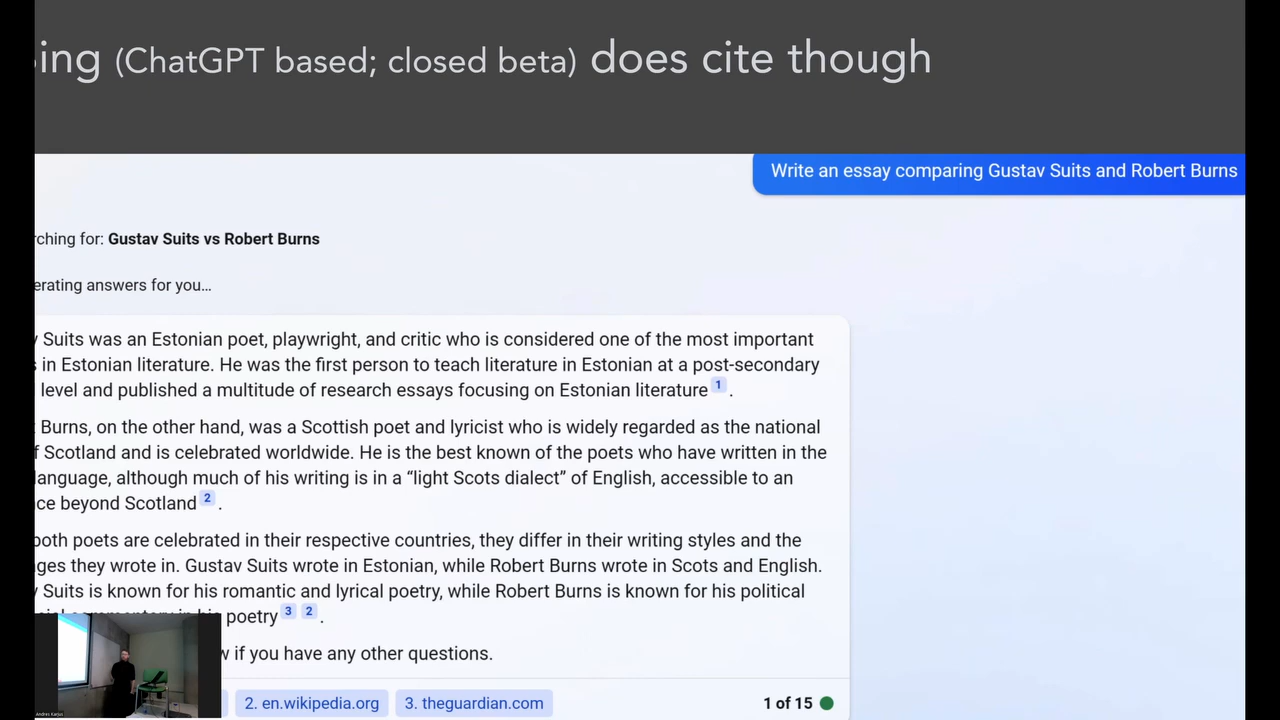 ing (ChatGPT based; closed beta) does cite though
Write an essay comparing Gustav Suits and Robert Burns
rching for: Gustav Suits vs Robert Burns
erating answers for you…
Suits was an Estonian poet, playwright, and critic who is considered one of the most important
s in Estonian literature. He was the first person to teach literature in Estonian at a post-secondary
level and published a multitude of research essays focusing on Estonian literature 1 .
Burns, on the other hand, was a Scottish poet and lyricist who is widely regarded as the national
f Scotland and is celebrated worldwide. He is the best known of the poets who have written in the
language, although much of his writing is in a “light Scots dialect” of English, accessible to an
ce beyond Scotland 2 .
both poets are celebrated in their respective countries, they differ in their writing styles and the
ges they wrote in. Gustav Suits wrote in Estonian, while Robert Burns wrote in Scots and English.
y Suits is known for his romantic and lyrical poetry, while Robert Burns is known for his political
commentary in his poetry 3 2 .
w if you have any other questions.
2. en.wikipedia.org 3. theguardian.com 1 of 15
Andres Karjus